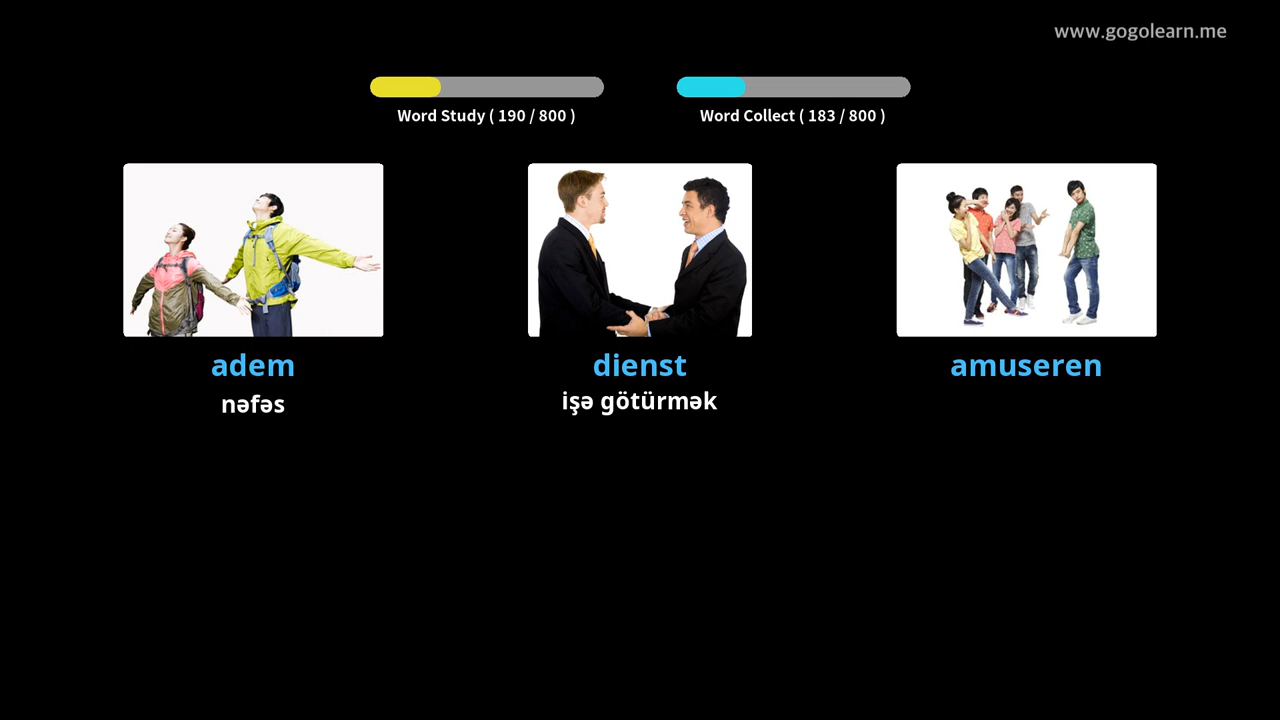 www.gogolearn.me
Word Study ( 190 / 800 )
Word Collect ( 183 / 800 )
adem
nəfəs
dienst
işə götürmək
amuseren